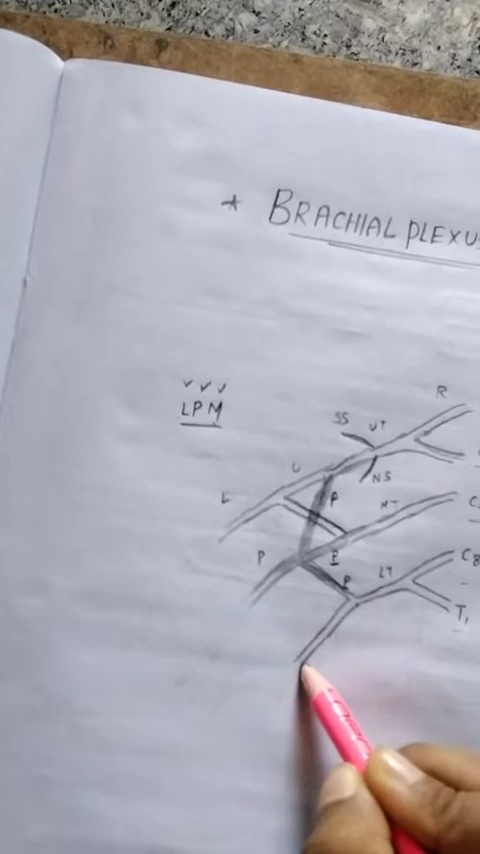 * BRACHIAL PLEXUS
R
LPM
SS UT
U
NS
L P MT C
P P
C8
P LT
T1